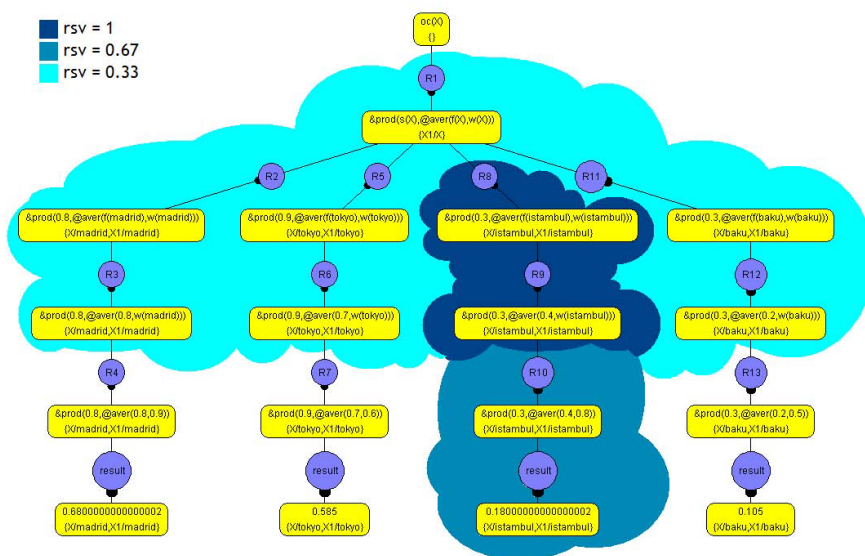 rsv = 1
rsv = 0.67
rsv = 0.33
oc(X)
{}
R1
&prod(s(X),@aver(f(X),w(X)))
{X1/X}
R2
R5
R8
R11
&prod(0.8,@aver(f(madrid),w(madrid)))
{X/madrid,X1/madrid}
&prod(0.9,@aver(f(tokyo),w(tokyo)))
{X/tokyo,X1/tokyo}
&prod(0.3,@aver(f(istambul),w(istambul)))
{X/istambul,X1/istambul}
&prod(0.3,@aver(f(baku),w(baku)))
{X/baku,X1/baku}
R3
R6
R9
R12
&prod(0.8,@aver(0.8,w(madrid)))
{X/madrid,X1/madrid}
&prod(0.9,@aver(0.7,w(tokyo)))
{X/tokyo,X1/tokyo}
&prod(0.3,@aver(0.4,w(istambul)))
{X/istambul,X1/istambul}
&prod(0.3,@aver(0.2,w(baku)))
{X/baku,X1/baku}
R4
R7
R10
R13
&prod(0.8,@aver(0.8,0.9))
{X/madrid,X1/madrid}
&prod(0.9,@aver(0.7,0.6))
{X/tokyo,X1/tokyo}
&prod(0.3,@aver(0.4,0.8))
{X/istambul,X1/istambul}
&prod(0.3,@aver(0.2,0.5))
{X/baku,X1/baku}
result
result
result
result
0.6800000000000002
{X/madrid,X1/madrid}
0.585
{X/tokyo,X1/tokyo}
0.18000000000000002
{X/istambul,X1/istambul}
0.105
{X/baku,X1/baku}